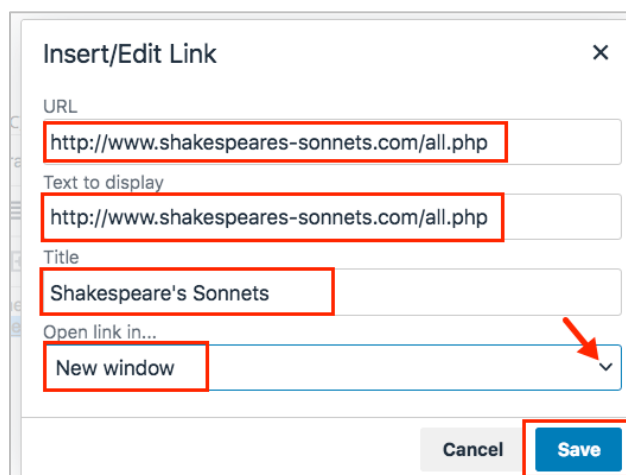 Insert/Edit Link
URL
http://www.shakespeares-sonnets.com/all.php
Text to display
http://www.shakespeares-sonnets.com/all.php
Title
Shakespeare's Sonnets
Open link in...
New window
Cancel Save